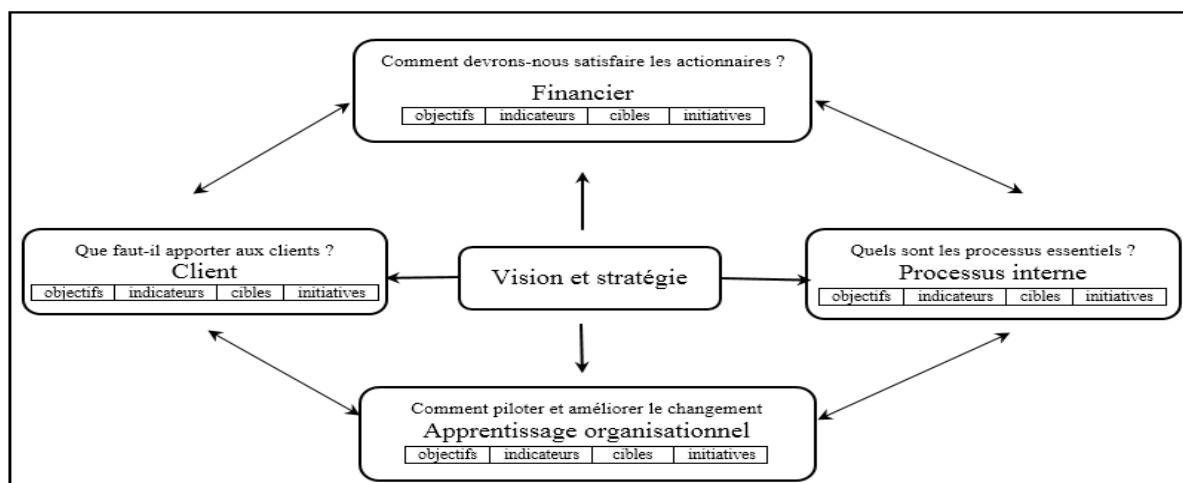 Comment devrons-nous satisfaire les actionnaires ?
Financier
objectifs indicateurs cibles initiatives
Que faut-il apporter aux clients ?
Client
objectifs indicateurs cibles initiatives
Vision et stratégie
Quels sont les processus essentiels ?
Processus interne
objectifs indicateurs cibles initiatives
Comment piloter et améliorer le changement
Apprentissage organisationnel
objectifs indicateurs cibles initiatives